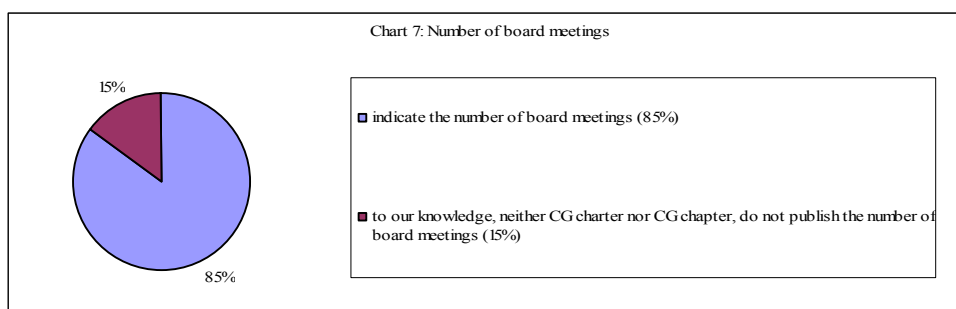 Chart 7: Number of board meetings
15%
85%
indicate the number of board meetings (85%)
to our knowledge, neither CG charter nor CG chapter, do not publish the number of
board meetings (15%)